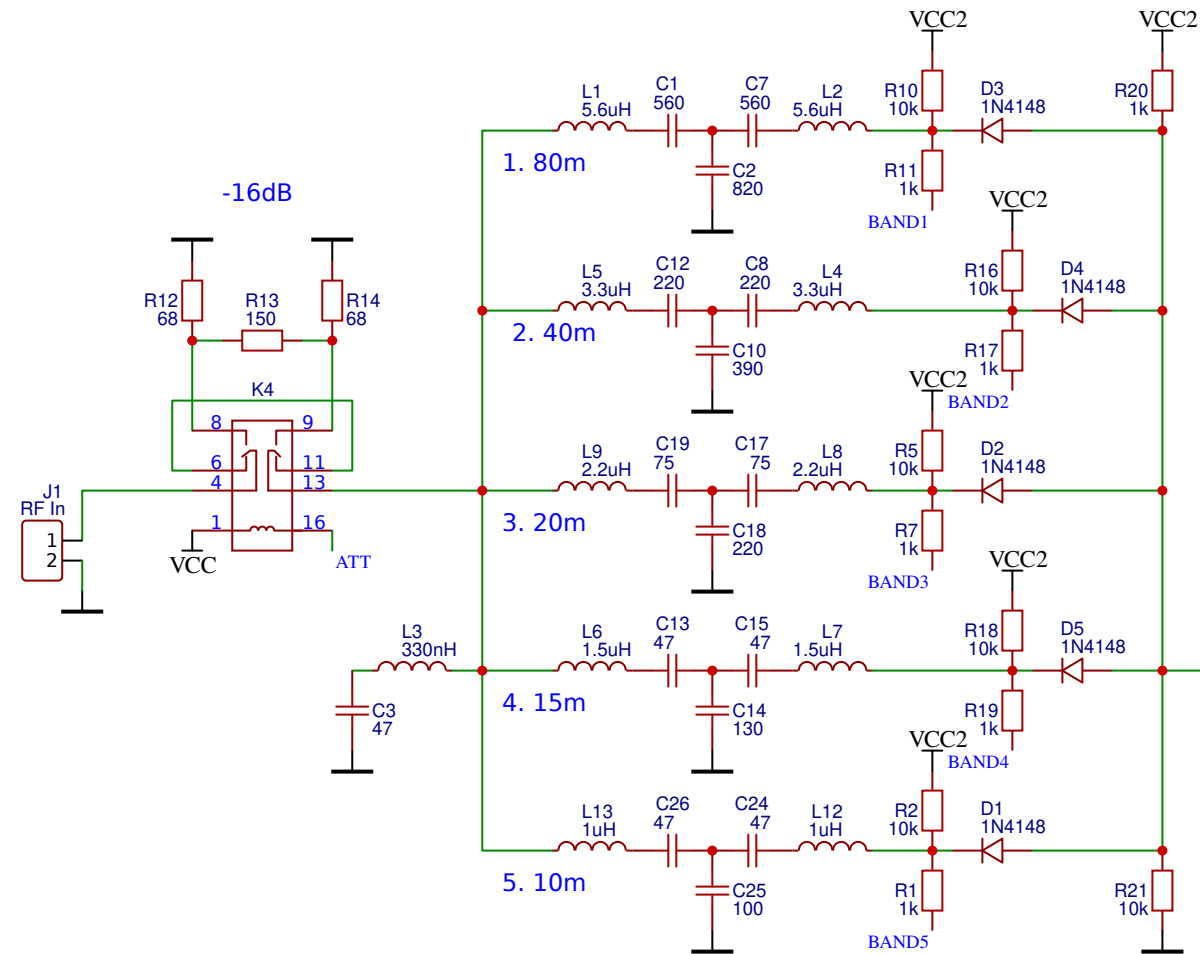 VCC2
VCC2
R10
10k
D3
1N4148
R20
1k
L1
5.6uH
C1
560
C7
560
L2
5.6uH
1. 80m
C2
820
R11
1k
BAND1
-16dB
VCC2
L5
3.3uH
C12
220
C8
220
L4
3.3uH
R16
10k
D4
1N4148
R12
68
R13
150
R14
68
2. 40m
C10
390
R17
1k
VCC2
BAND2
K4
8
9
6
11
4
13
1
16
VCC
ATT
J1
RF In
1
2
L9
2.2uH
C19
75
C17
75
L8
2.2uH
R5
10k
D2
1N4148
3. 20m
C18
220
R7
1k
BAND3
VCC2
L3
330nH
C3
47
L6
1.5uH
C13
47
C15
47
L7
1.5uH
R18
10k
D5
1N4148
4. 15m
C14
130
R19
1k
VCC2
BAND4
L13
1uH
C26
47
C24
47
L12
1uH
R2
10k
D1
1N4148
5. 10m
C25
100
R1
1k
BAND5
R21
10k